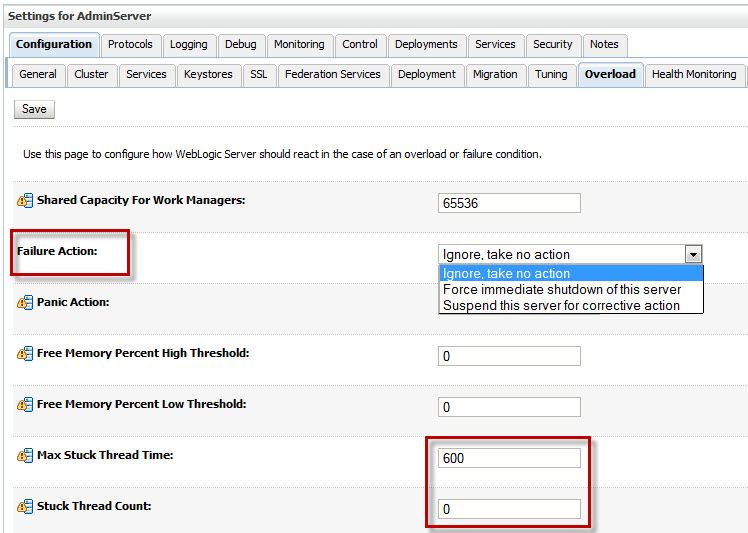 Settings for AdminServer
Configuration Protocols Logging Debug Monitoring Control Deployments Services Security Notes
General Cluster Services Keystores SSL Federation Services Deployment Migration Tuning Overload Health Monitoring
Save
Use this page to configure how WebLogic Server should react in the case of an overload or failure condition.
Shared Capacity For Work Managers: 65536
Failure Action: Ignore, take no action
Ignore, take no action
Force immediate shutdown of this server
Panic Action:
Suspend this server for corrective action
Free Memory Percent High Threshold: 0
Free Memory Percent Low Threshold: 0
Max Stuck Thread Time: 600
Stuck Thread Count: 0